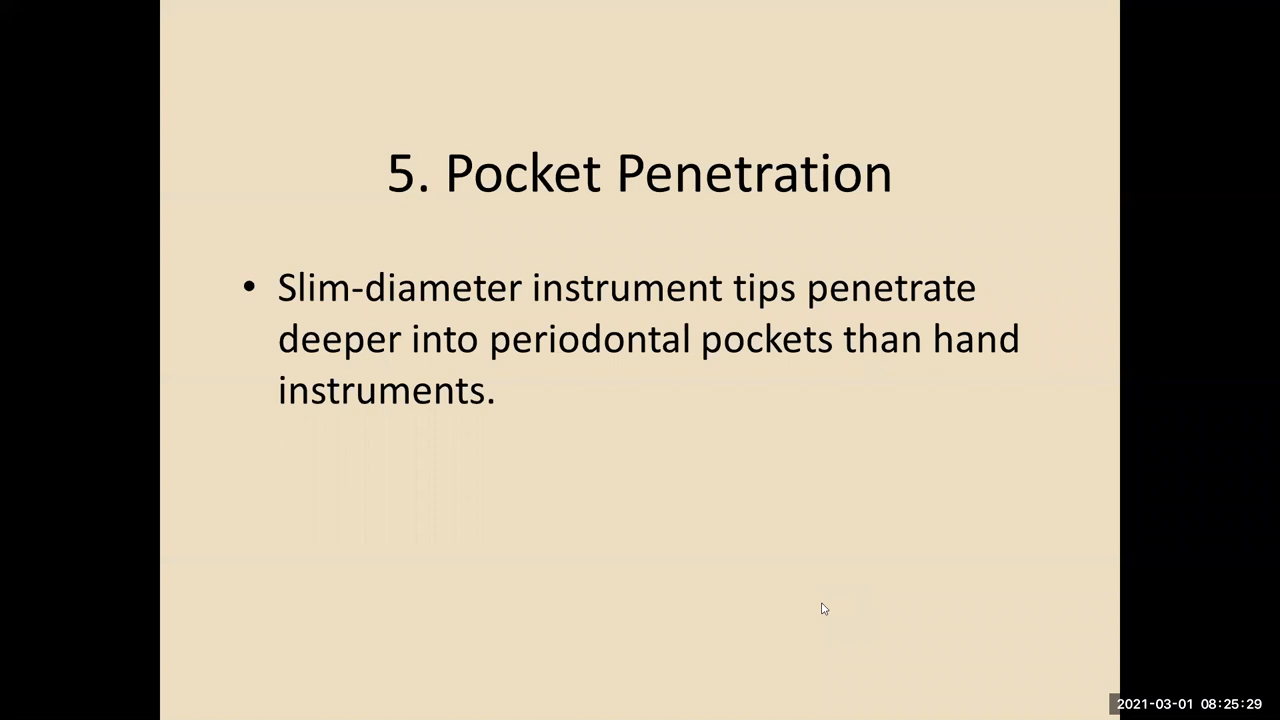 5. Pocket Penetration
• Slim-diameter instrument tips penetrate
deeper into periodontal pockets than hand
instruments.
2021-03-01 08:25:29